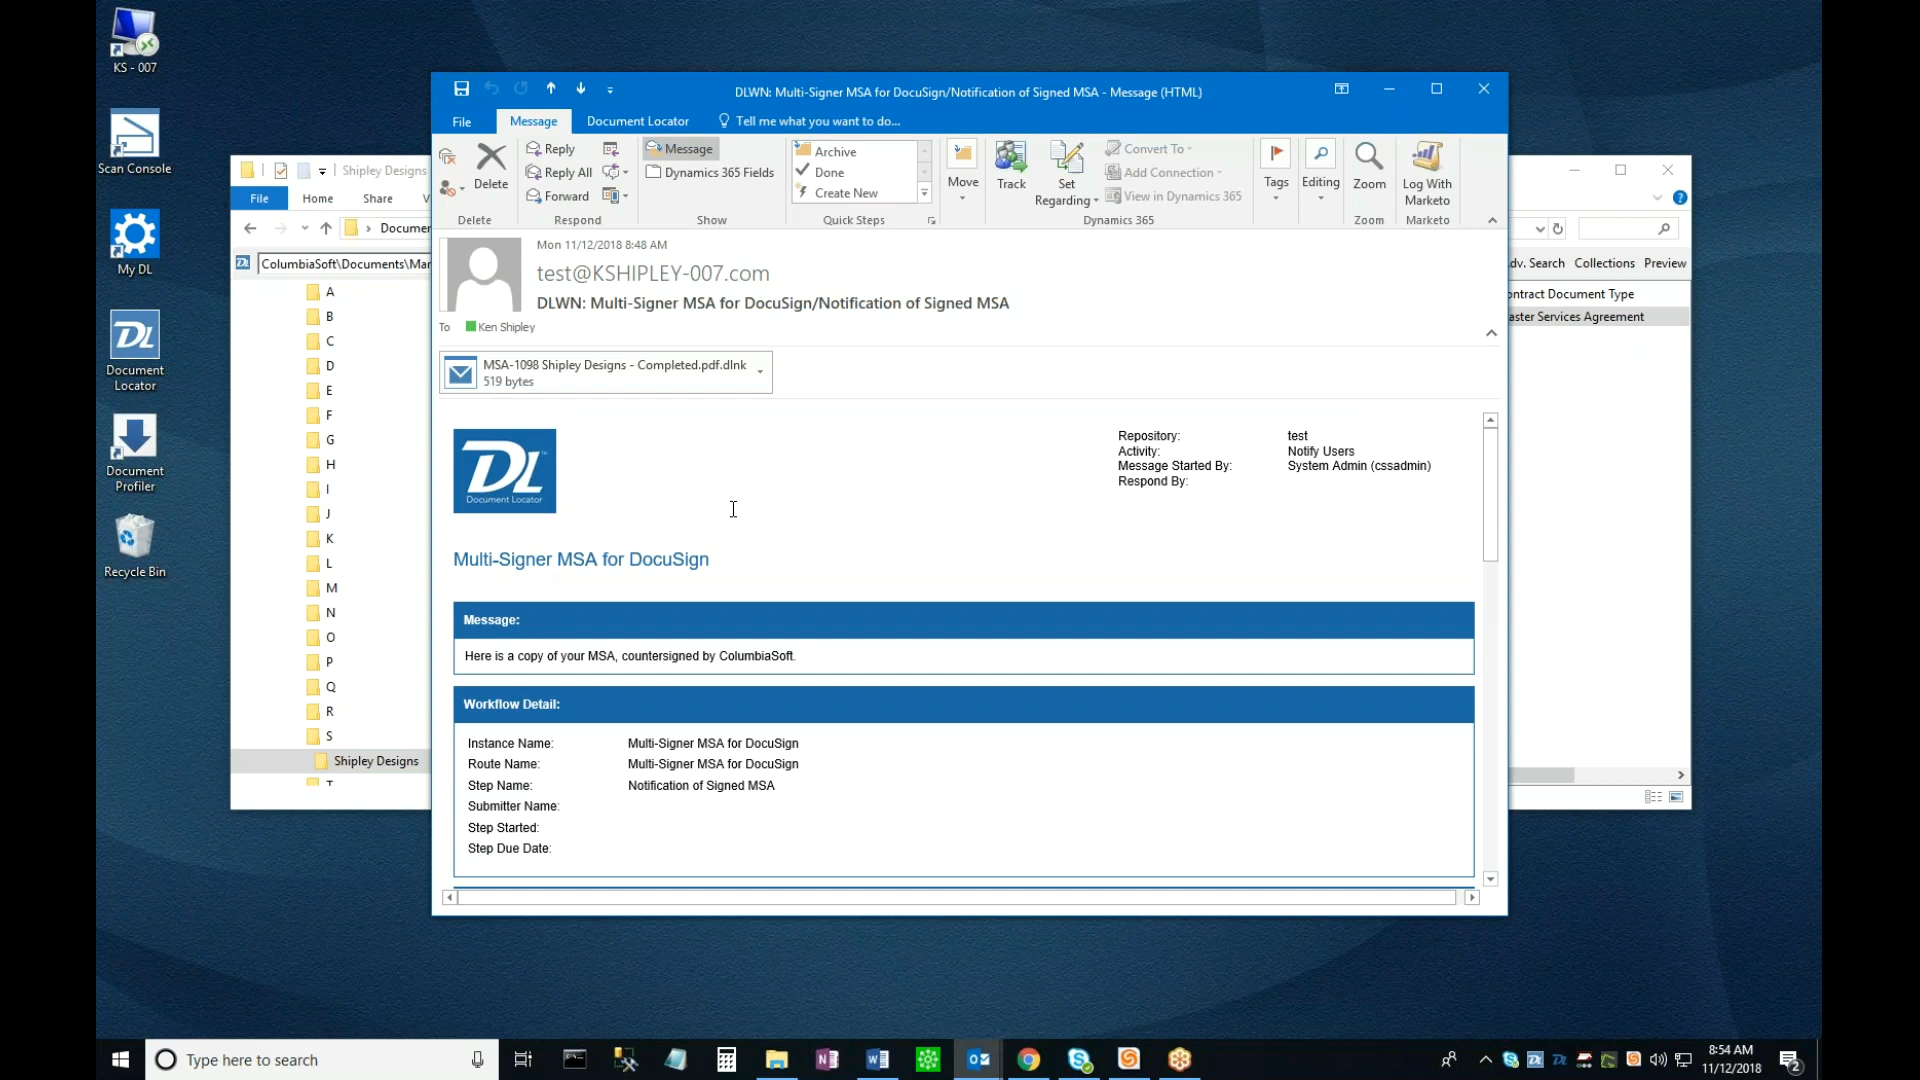 KS - 007
Scan Console
My DL
DL
Document
Locator
Document
Profiler
Recycle Bin
Shipley Designs
File
Home
Share
V
Documen
ColumbiaSoft\Documents\Mar
A
B
C
D
E
F
G
H
I
J
K
L
M
N
O
P
Q
R
S
Shipley Designs
T
DLWN: Multi-Signer MSA for DocuSign/Notification of Signed MSA - Message (HTML)
File
Message
Document Locator
Tell me what you want to do...
Delete
Delete
Reply
Reply All
Forward
Respond
Message
Dynamics 365 Fields
Show
Archive
Done
Create New
Quick Steps
Move
Track
Set
Regarding
Convert To
Add Connection
View in Dynamics 365
Dynamics 365
Tags
Editing
Zoom
Zoom
Log With
Marketo
Marketo
Mon 11/12/2018 8:48 AM
test@KSHIPLEY-007.com
DLWN: Multi-Signer MSA for DocuSign/Notification of Signed MSA
To Ken Shipley
MSA-1098 Shipley Designs - Completed.pdf.dlnk
519 bytes
DL
Document Locator
Repository: test
Activity: Notify Users
Message Started By: System Admin (cssadmin)
Respond By:
Multi-Signer MSA for DocuSign
Message:
Here is a copy of your MSA, countersigned by ColumbiaSoft.
Workflow Detail:
Instance Name: Multi-Signer MSA for DocuSign
Route Name: Multi-Signer MSA for DocuSign
Step Name: Notification of Signed MSA
Submitter Name:
Step Started:
Step Due Date:
dv. Search Collections Preview
ontract Document Type
aster Services Agreement
Type here to search
8:54 AM
11/12/2018
2